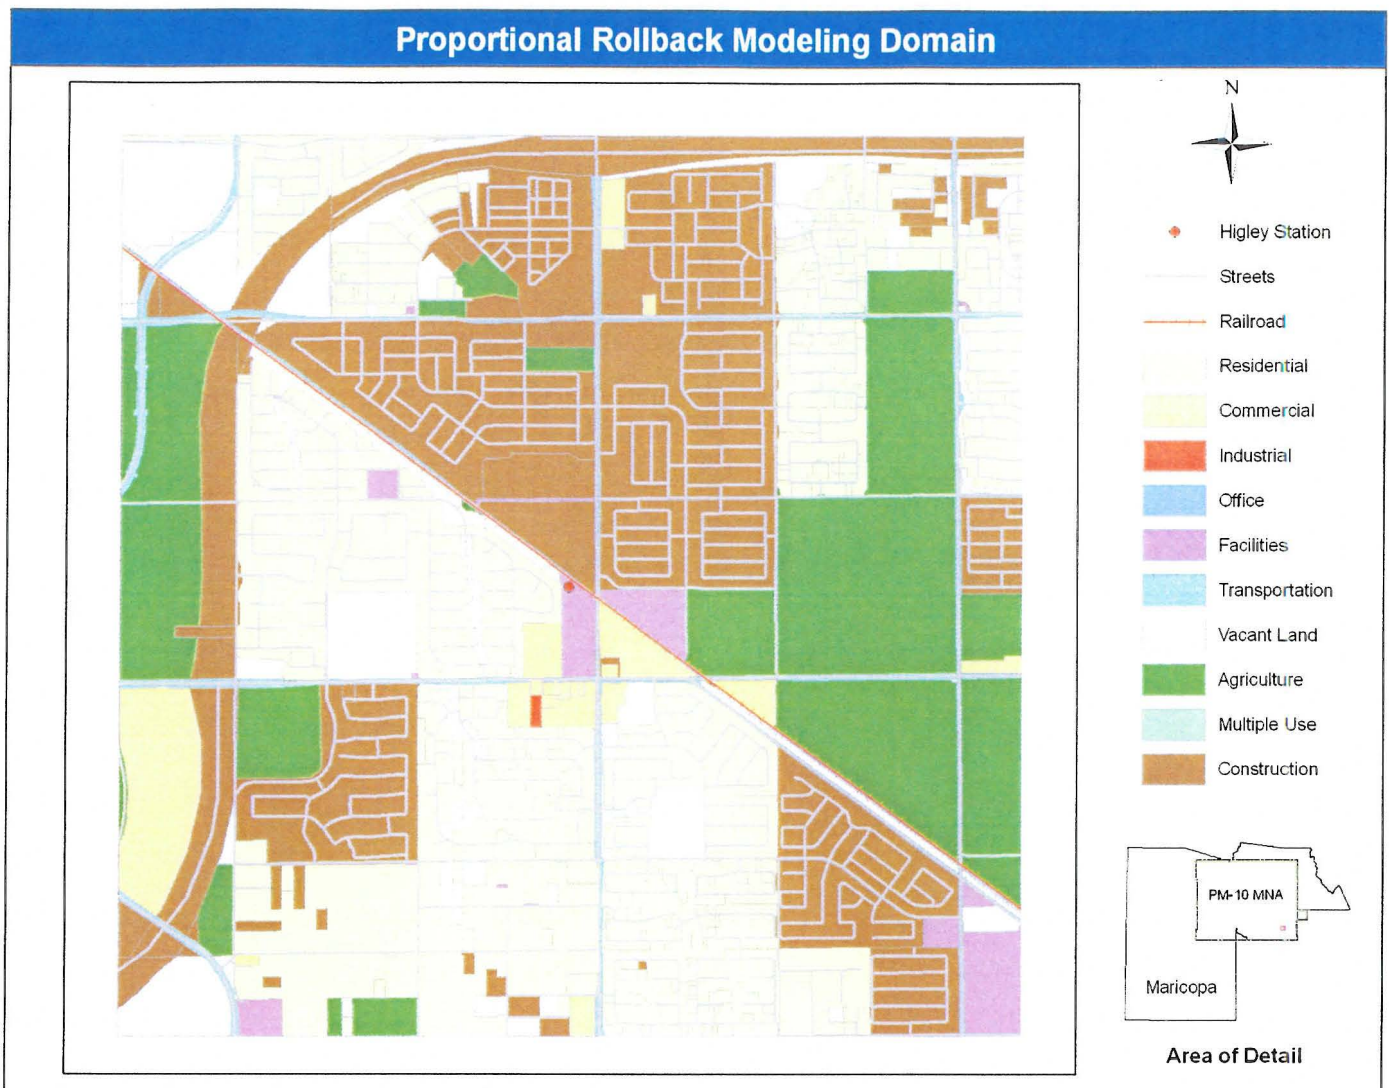 Proportional Rollback Modeling Domain
N
Higley Station
Streets
Railroad
Residential
Commercial
Industrial
Office
Facilities
Transportation
Vacant Land
Agriculture
Multiple Use
Construction
PM-10 MNA
Maricopa
Area of Detail